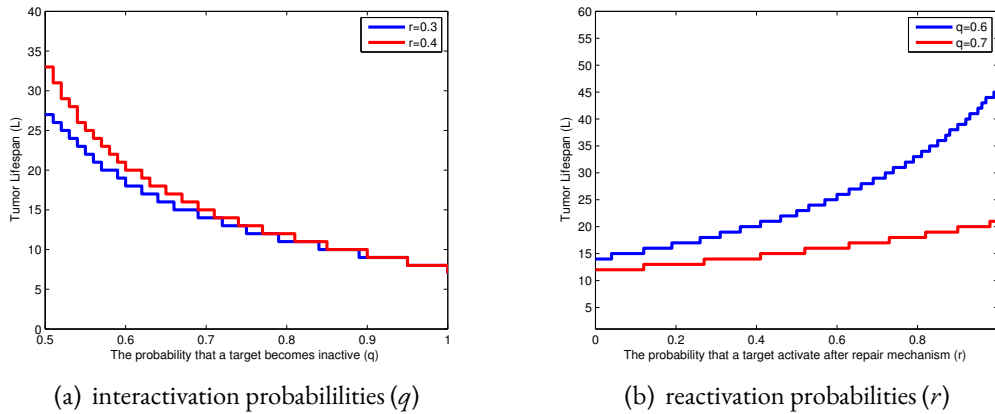 40
35
30
25
20
15
10
5
0
Tumor Lifespan (L)
r=0.3
r=0.4
0.5 0.6 0.7 0.8 0.9 1
The probability that a target becomes inactive (q)
(a) interactivation probabililities (q)
60
55
50
45
40
35
30
25
20
15
10
5
Tumor Lifespan (L)
q=0.6
q=0.7
0 0.2 0.4 0.6 0.8
The probability that a target activate after repair mechanism (r)
(b) reactivation probabilities (r)